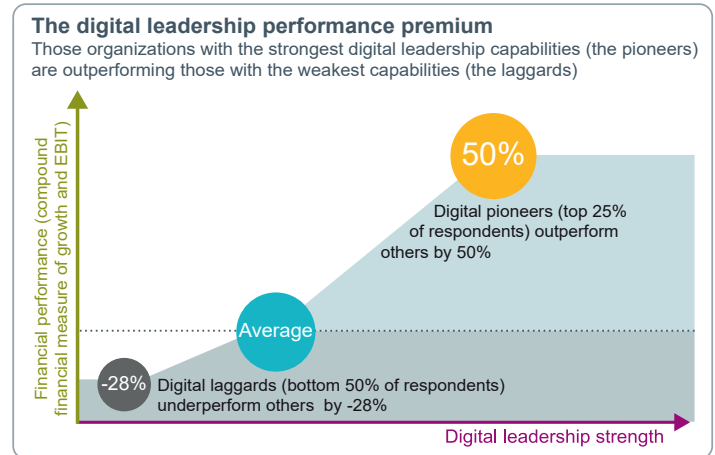 The digital leadership performance premium
Those organizations with the strongest digital leadership capabilities (the pioneers)
are outperforming those with the weakest capabilities (the laggards)
Financial performance (compound
financial measure of growth and EBIT)
50%
Digital pioneers (top 25%
of respondents) outperform
others by 50%
Average
-28%
Digital laggards (bottom 50% of respondents)
underperform others by -28%
Digital leadership strength